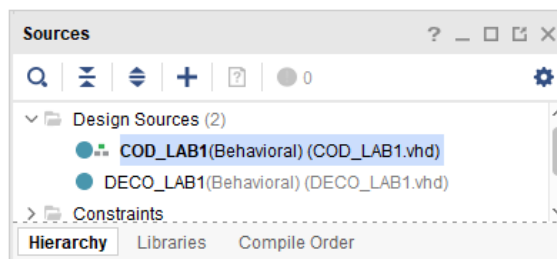 Sources
? _
0
Design Sources (2)
COD_LAB1(Behavioral) (COD_LAB1.vhd)
DECO_LAB1(Behavioral) (DECO_LAB1.vhd)
Constraints
Hierarchy Libraries Compile Order